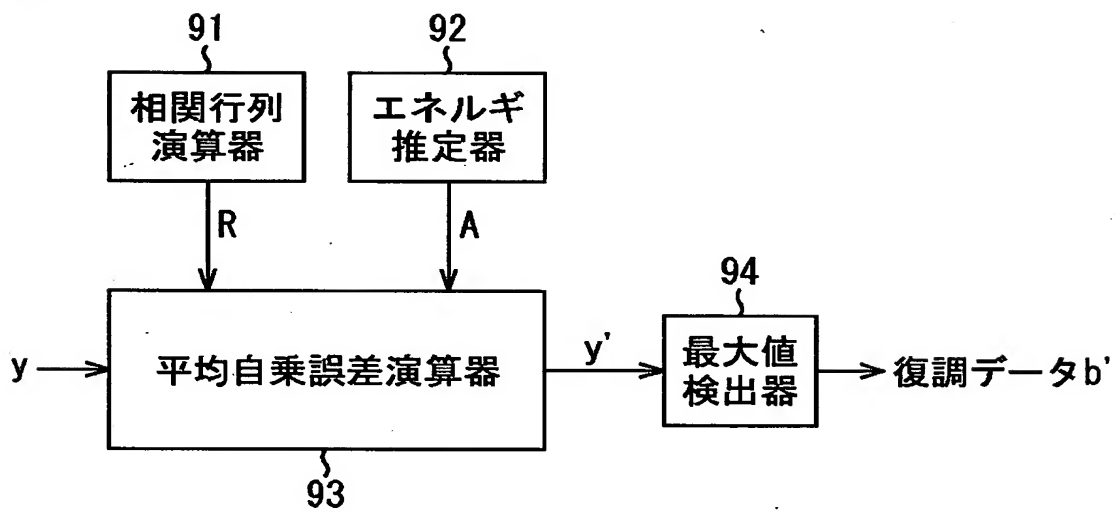 91
92
相関行列
演算器
エネルギ
推定器
R
A
94
y
平均自乗誤差演算器
y'
最大値
検出器
復調データb'
93